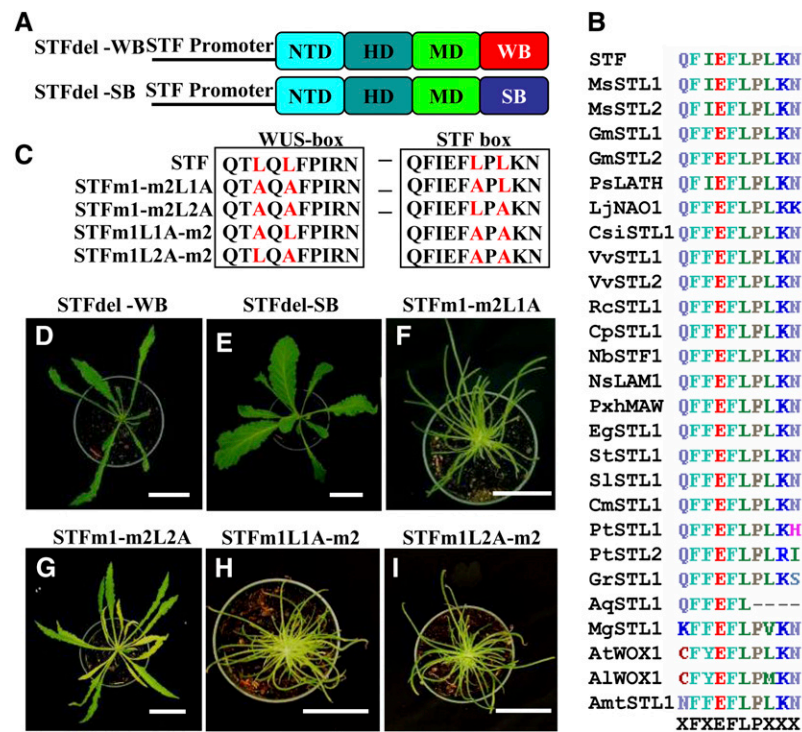 A
STFdel -WB STF Promoter NTD HD MD WB
STFdel -SB STF Promoter NTD HD MD SB
C
WUS-box STF box
STF QTLQLFPIRN – QFIEFLPLKN
STFm1-m2L1A QTAQAFPIRN – QFIEFAPLKN
STFm1-m2L2A QTAQAFPIRN – QFIEFLPAKN
STFm1L1A-m2 QTAQLFPIRN QFIEFAPAKN
STFm1L2A-m2 QTLQAFPIRN QFIEFAPAKN
STFdel -WB STFdel-SB STFm1-m2L1A
D E F
STFm1-m2L2A STFm1L1A-m2 STFm1L2A-m2
G H I
B
STF QFIEFLPLKN
MsSTL1 QFIEFLPLKN
MsSTL2 QFIEFLPLKN
GmSTL1 QFFEFLPLKN
GmSTL2 QFFEFLPLKN
PsLATH QFIEFLPLKN
LjNAO1 QFFEFLPLKK
CsiSTL1 QFFEFLPLKN
VvSTL1 QFFEFLPLKN
VvSTL2 QFFEFLPLKN
RcSTL1 QFFEFLPLKN
CpSTL1 QFFEFLPLKN
NbSTF1 QFFEFLPLKN
NsLAM1 QFFEFLPLKN
PxhMAW QFFEFLPLKN
EgSTL1 QFFEFLPLKN
StSTL1 QFFEFLPLKN
SlSTL1 QFFEFLPLKN
CmSTL1 QFFEFLPLKN
PtSTL1 QFFEFLPLKH
PtSTL2 QFFEFLPLRI
GrSTL1 QFFEFLPLKS
AqSTL1 QFFEFL----
MgSTL1 KFFEFLPVKN
AtWOX1 CFYEFLPLKN
AlWOX1 CFYEFLPMKN
AmtSTL1 NFFEFLPLKN
XFXEFLPXXX